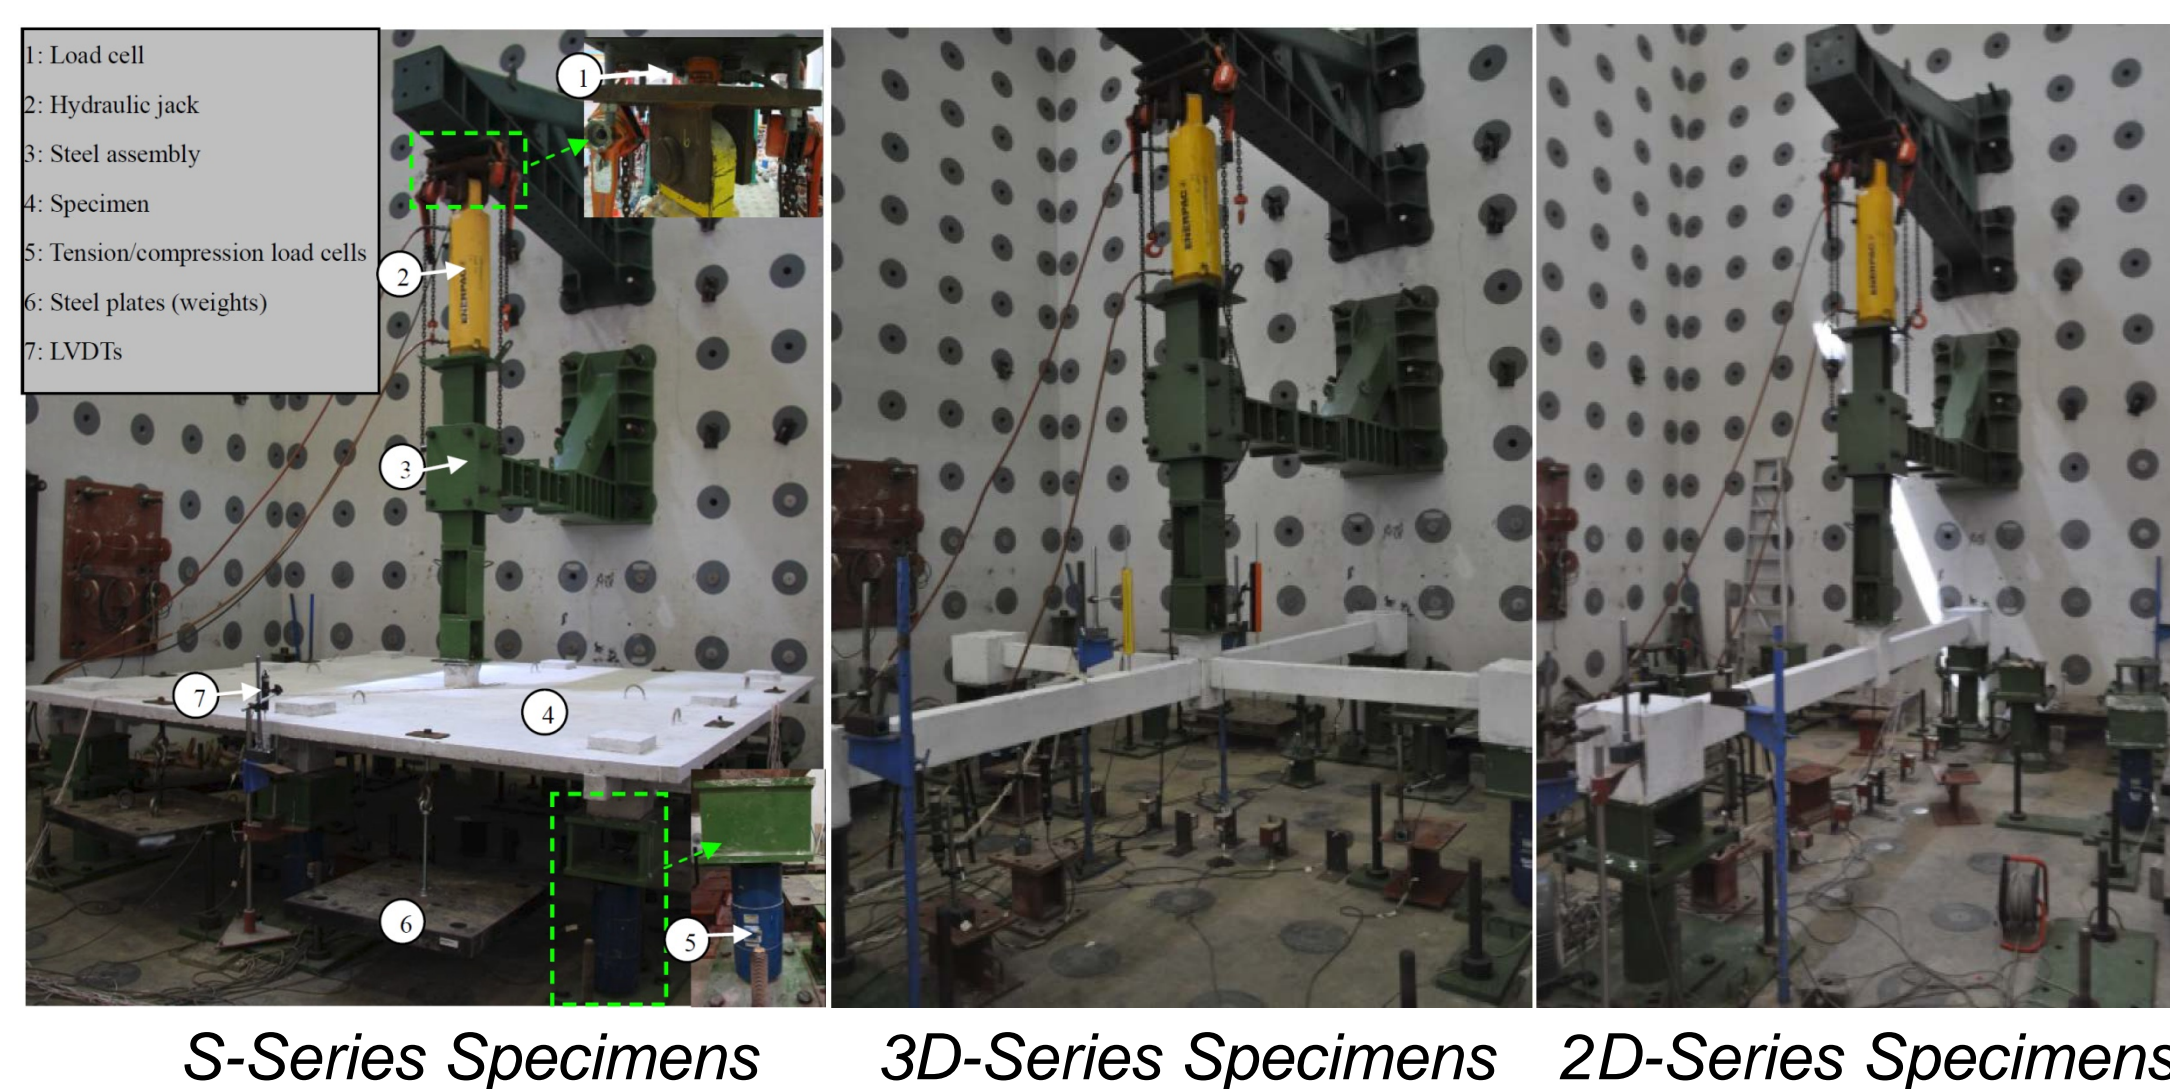 1: Load cell
2: Hydraulic jack
3: Steel assembly
4: Specimen
5: Tension/compression load cells
6: Steel plates (weights)
7: LVDTs
1
2
3
4
5
6
7
ENERPAC
ENERPAC
ENERPAC
S-Series Specimens
3D-Series Specimens
2D-Series Specimens